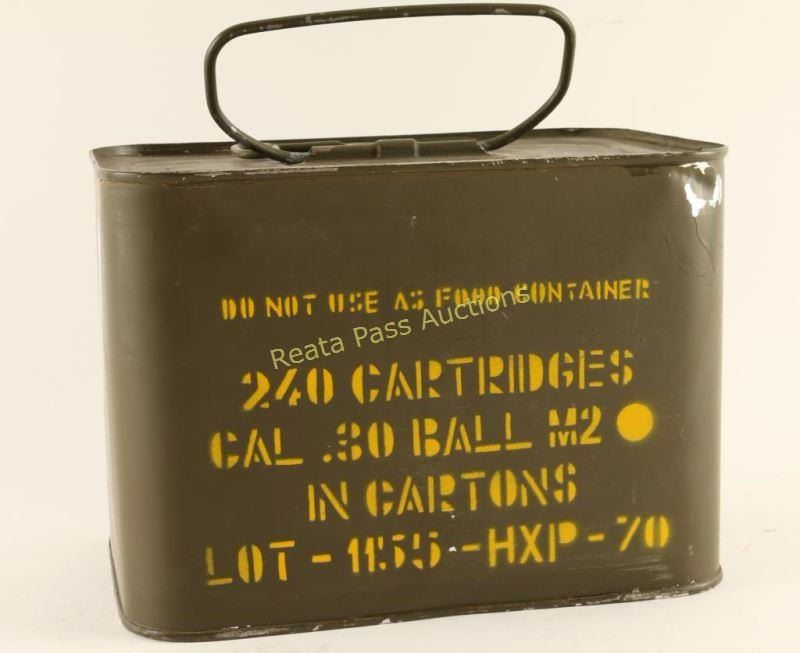 DO NOT USE AS FOOD CONTAINER
Reata Pass Auctions
240 CARTRIDGES
CAL .30 BALL M2
IN CARTONS
LOT - 1155 - HXP - 70